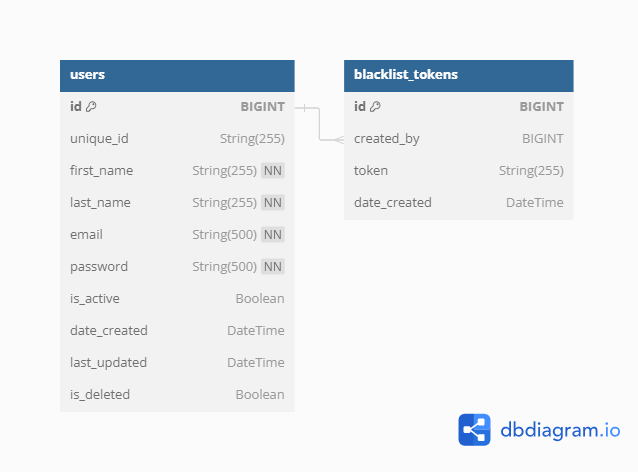 users
id BIGINT
unique_id String(255)
first_name String(255) NN
last_name String(255) NN
email String(500) NN
password String(500) NN
is_active Boolean
date_created DateTime
last_updated DateTime
is_deleted Boolean
blacklist_tokens
id BIGINT
created_by BIGINT
token String(255)
date_created DateTime
dbdiagram.io